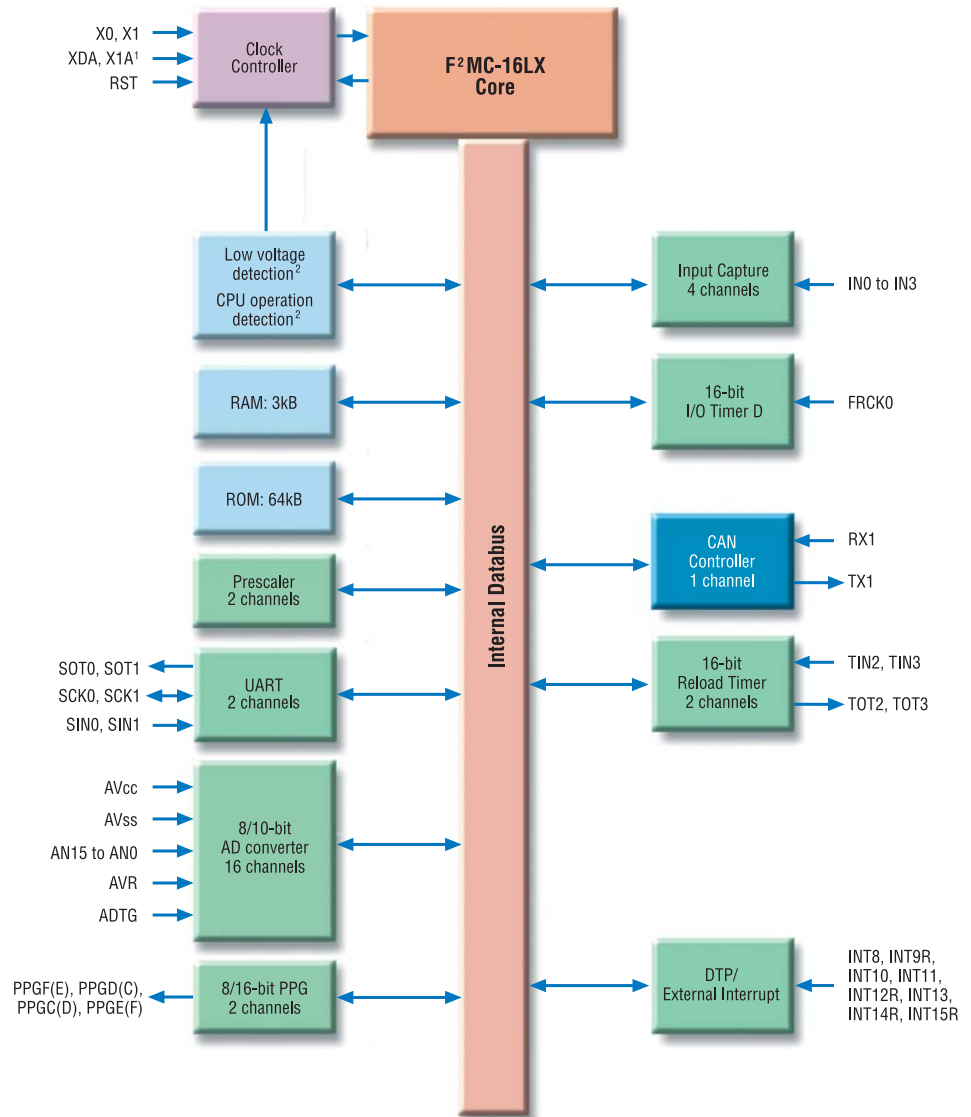 X0, X1
XDA, X1A¹
RST
Clock
Controller
F²MC-16LX
Core
Low voltage
detection²
CPU operation
detection²
RAM: 3kB
ROM: 64kB
Prescaler
2 channels
SOT0, SOT1
SCK0, SCK1
SIN0, SIN1
UART
2 channels
AVcc
AVss
AN15 to AN0
AVR
ADTG
8/10-bit
AD converter
16 channels
PPGF(E), PPGD(C),
PPGC(D), PPGE(F)
8/16-bit PPG
2 channels
Internal Databus
Input Capture
4 channels
IN0 to IN3
16-bit
I/O Timer D
FRCK0
CAN
Controller
1 channel
RX1
TX1
16-bit
Reload Timer
2 channels
TIN2, TIN3
TOT2, TOT3
DTP/
External Interrupt
INT8, INT9R,
INT10, INT11,
INT12R, INT13,
INT14R, INT15R